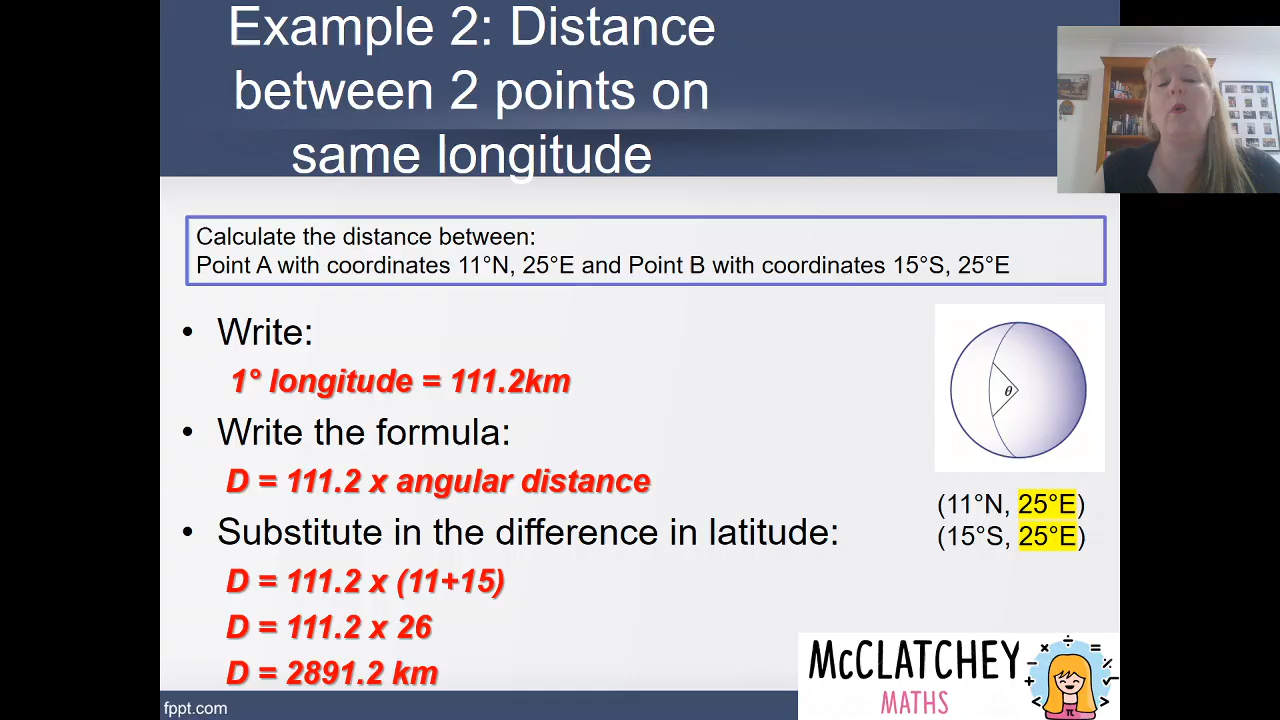 Example 2: Distance
between 2 points on
same longitude
Calculate the distance between:
Point A with coordinates 11°N, 25°E and Point B with coordinates 15°S, 25°E
• Write:
1° longitude = 111.2km
• Write the formula:
D = 111.2 x angular distance
• Substitute in the difference in latitude:
D = 111.2 x (11+15)
D = 111.2 x 26
D = 2891.2 km
θ
(11°N, 25°E)
(15°S, 25°E)
McCLATCHEY
MATHS
π
fppt.com